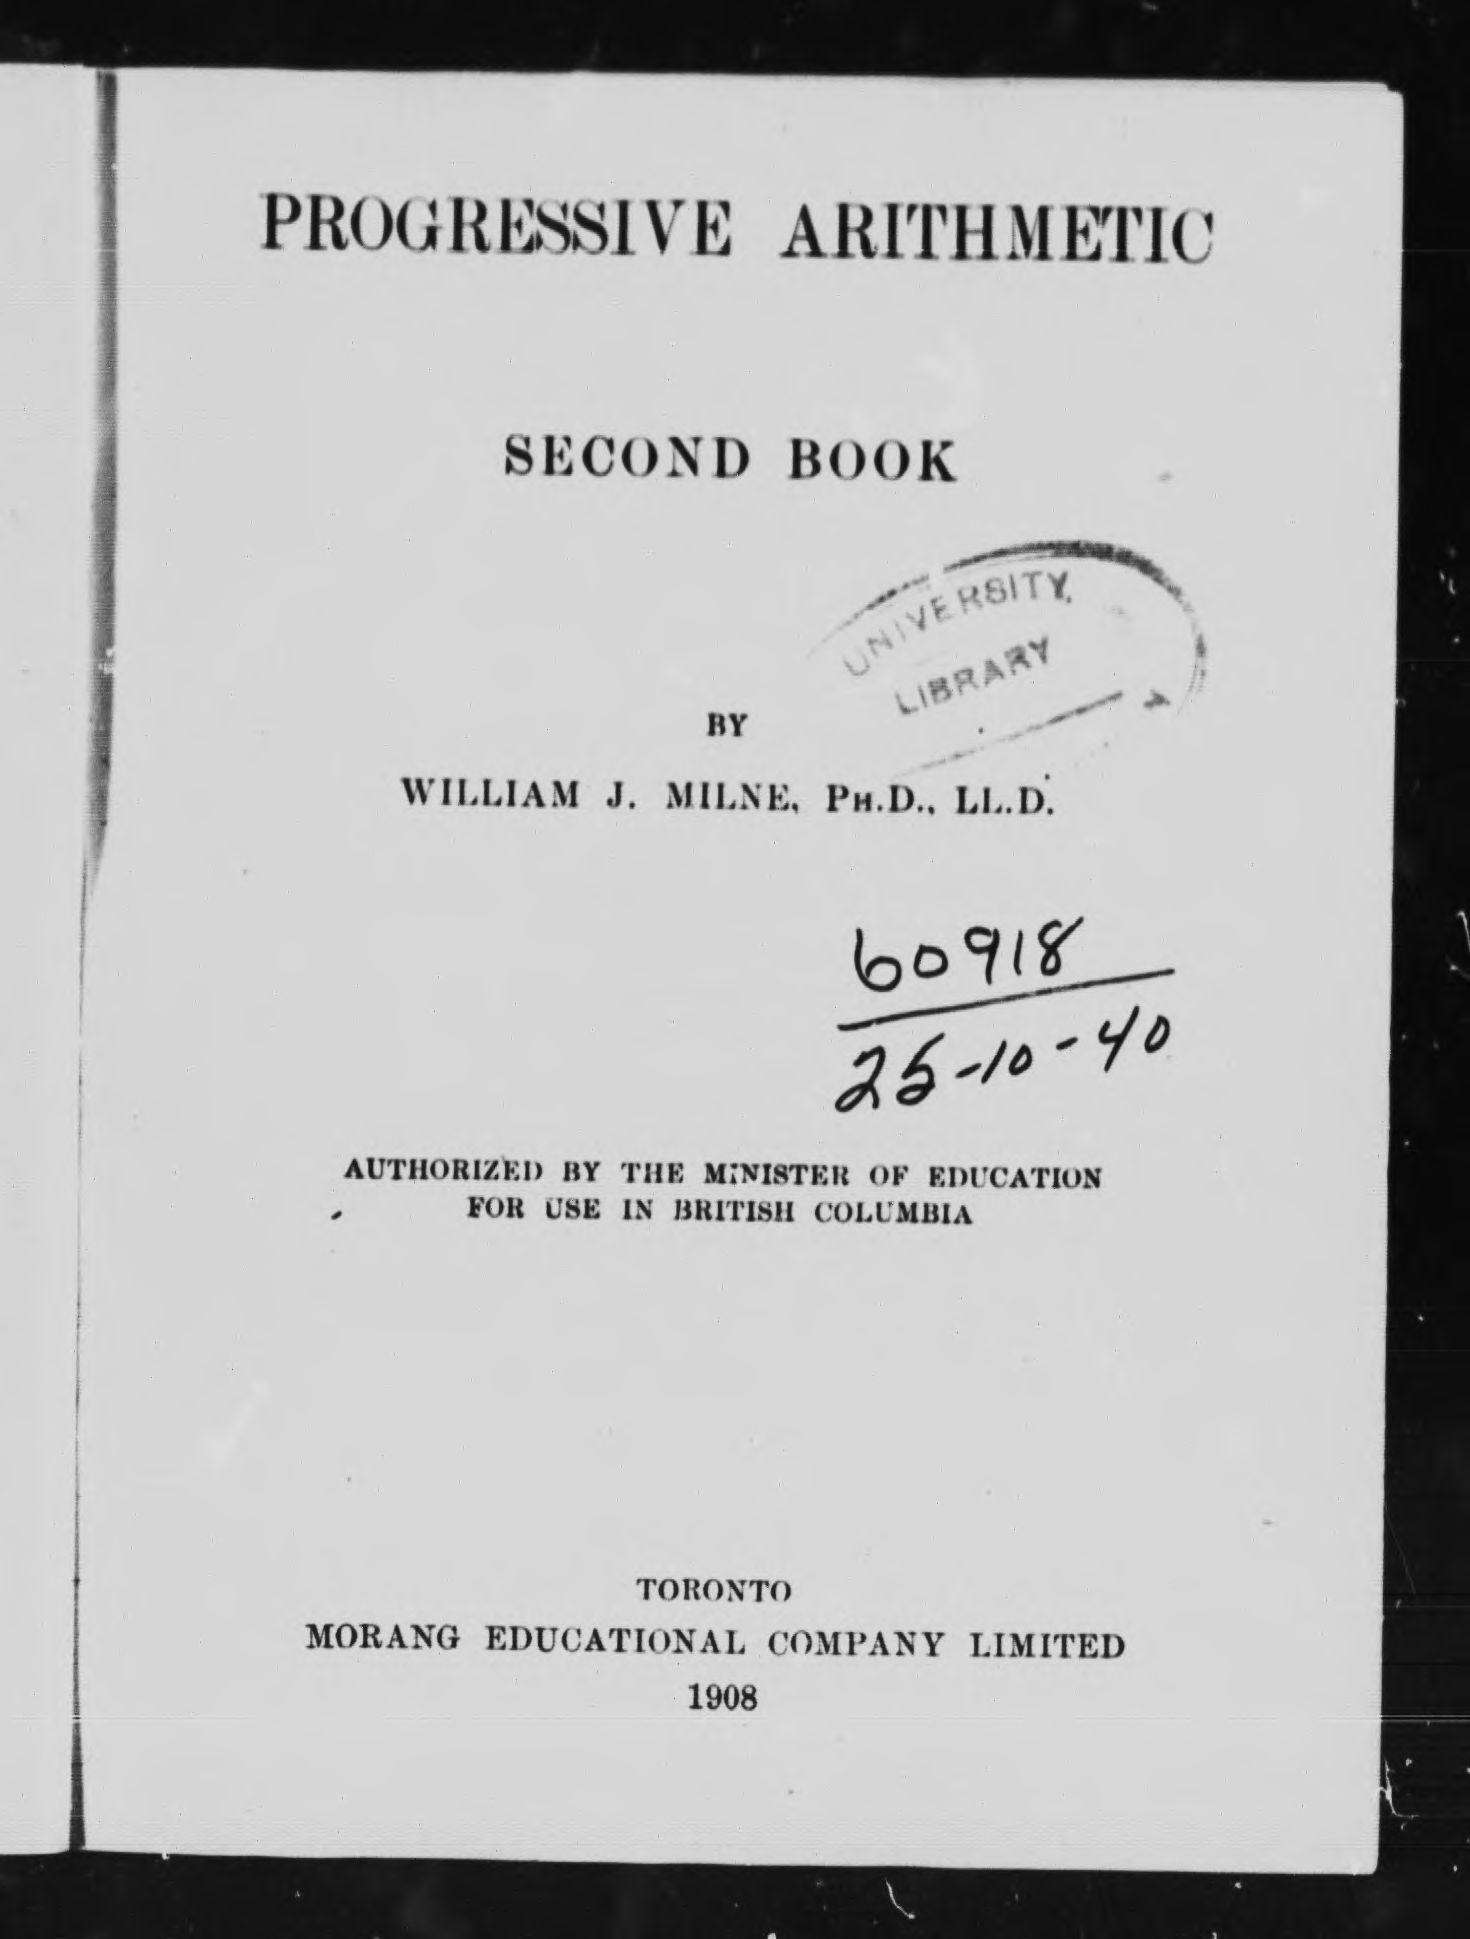 PROGRESSIVE ARITHMETIC
SECOND BOOK
UNIVERSITY
LIBRARY
BY
WILLIAM J. MILNE, PH.D., LL.D.
60918
25-10-40
AUTHORIZED BY THE MINISTER OF EDUCATION
FOR USE IN BRITISH COLUMBIA
TORONTO
MORANG EDUCATIONAL COMPANY LIMITED
1908